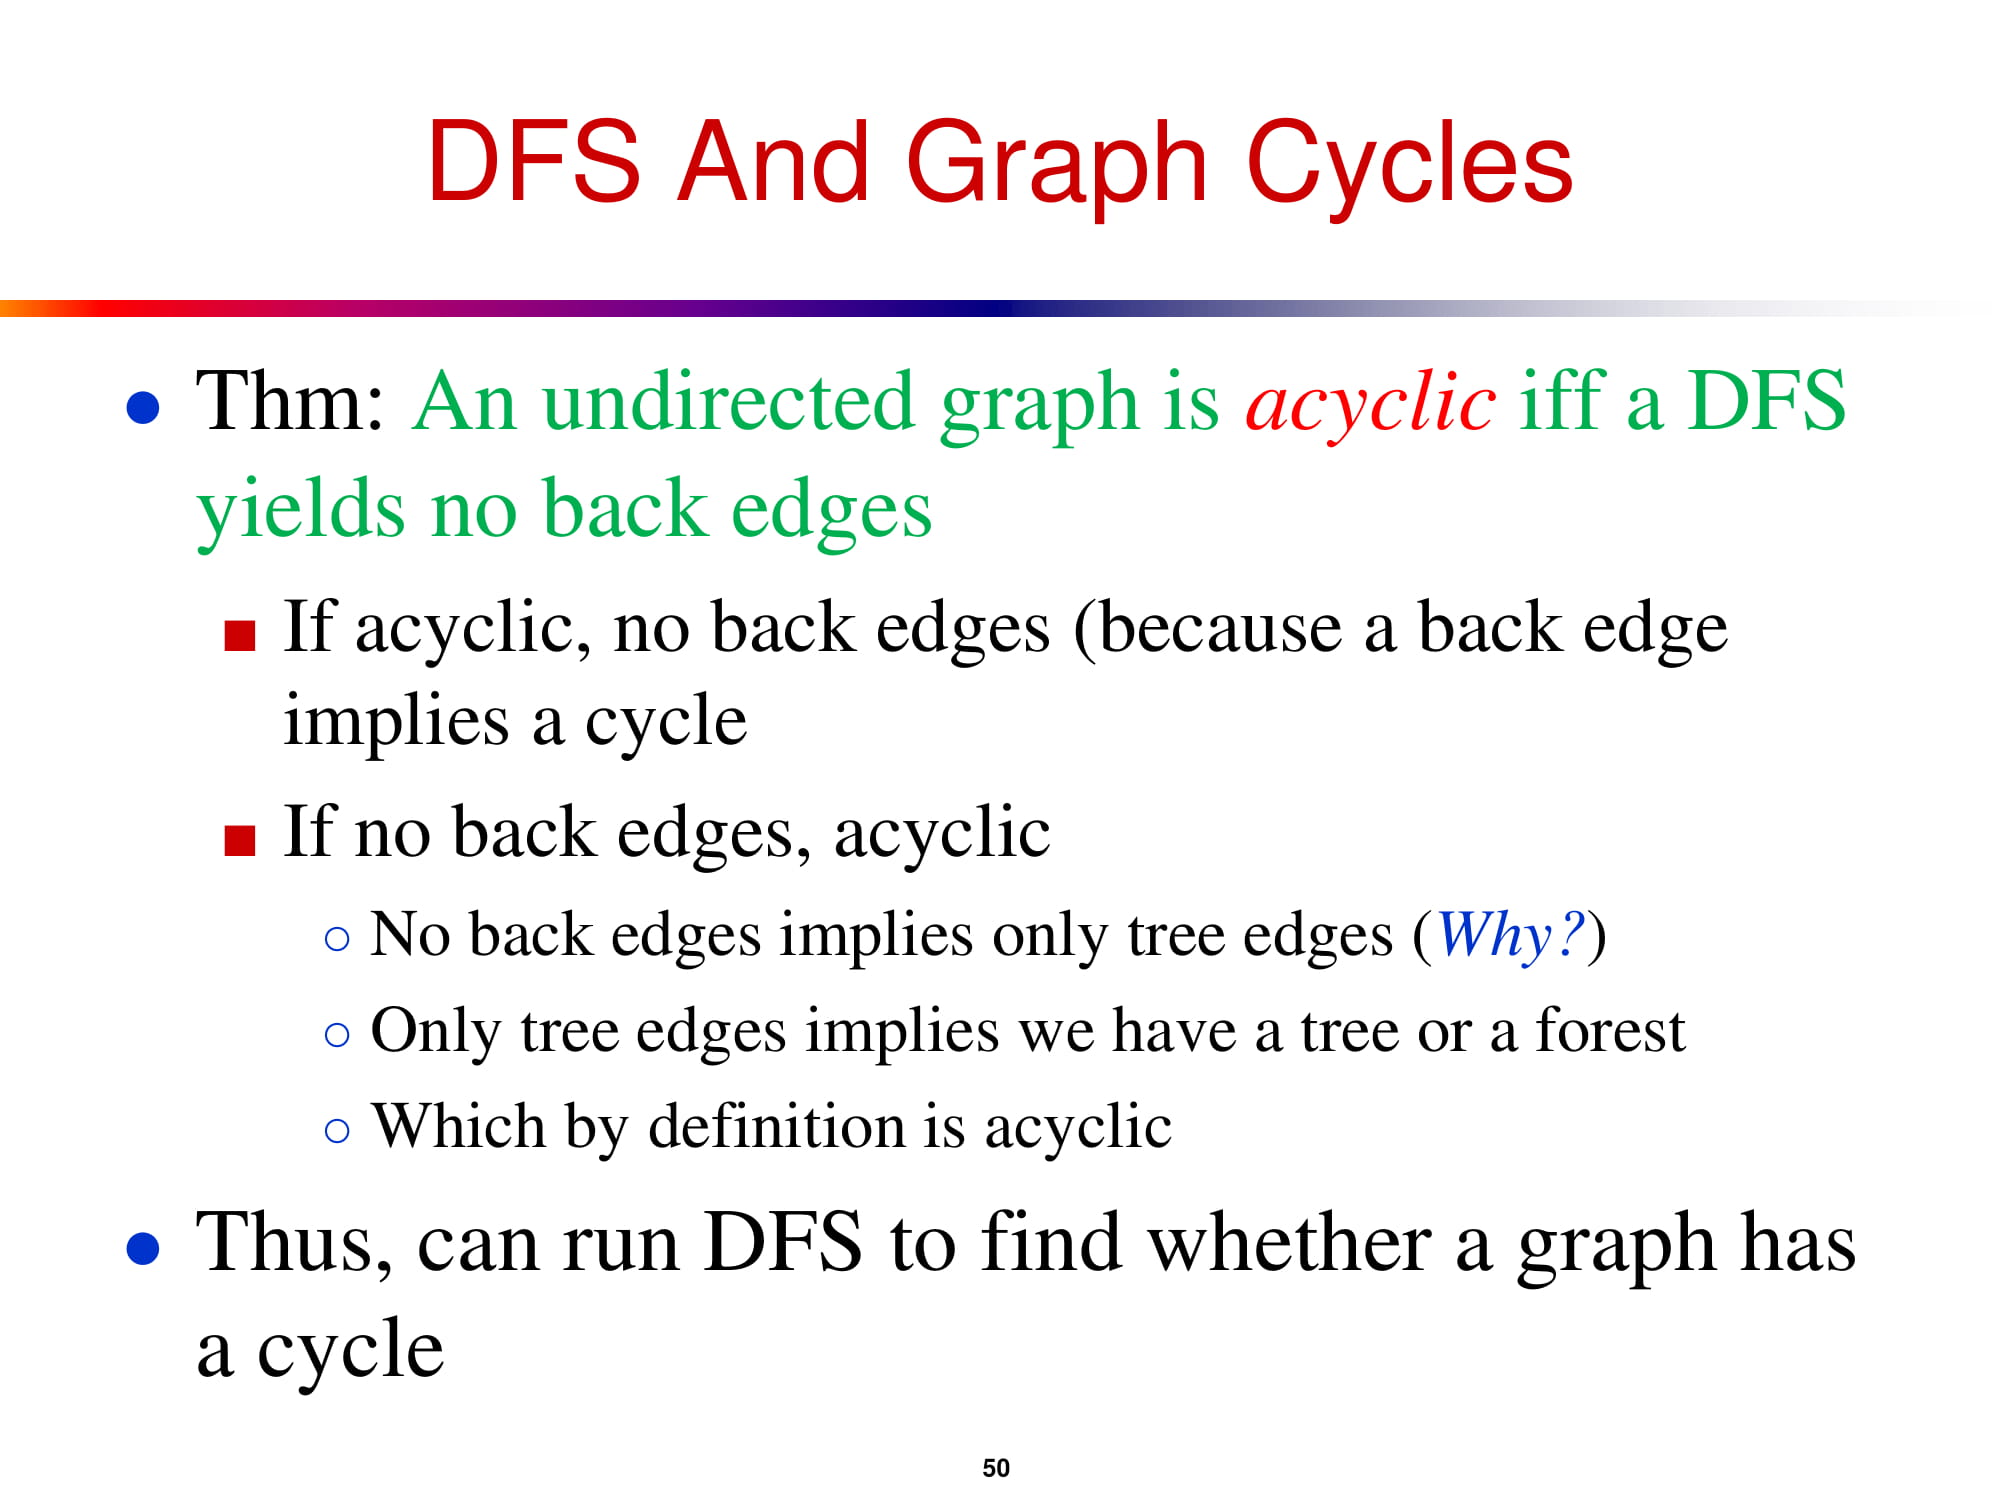 DFS And Graph Cycles
• Thm: An undirected graph is acyclic iff a DFS
yields no back edges
■ If acyclic, no back edges (because a back edge
implies a cycle
■ If no back edges, acyclic
○ No back edges implies only tree edges (Why?)
○ Only tree edges implies we have a tree or a forest
○ Which by definition is acyclic
• Thus, can run DFS to find whether a graph has
a cycle
50